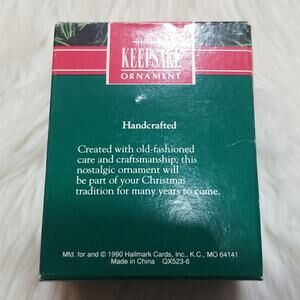 Hallmark
KEEPSAKE
ORNAMENT
Handcrafted
Created with old-fashioned
care and craftsmanship, this
nostalgic ornament will
be part of your Christmas
tradition for many years to come.
Mfd. for and © 1990 Hallmark Cards, Inc., K.C., MO 64141
Made in China QX523-6